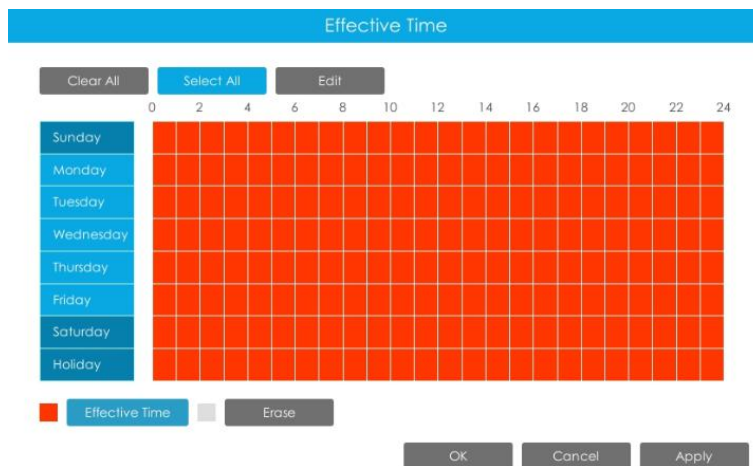 Effective Time
Clear All Select All Edit
0 2 4 6 8 10 12 14 16 18 20 22 24
Sunday
Monday
Tuesday
Wednesday
Thursday
Friday
Saturday
Holiday
Effective Time Erase
OK Cancel Apply